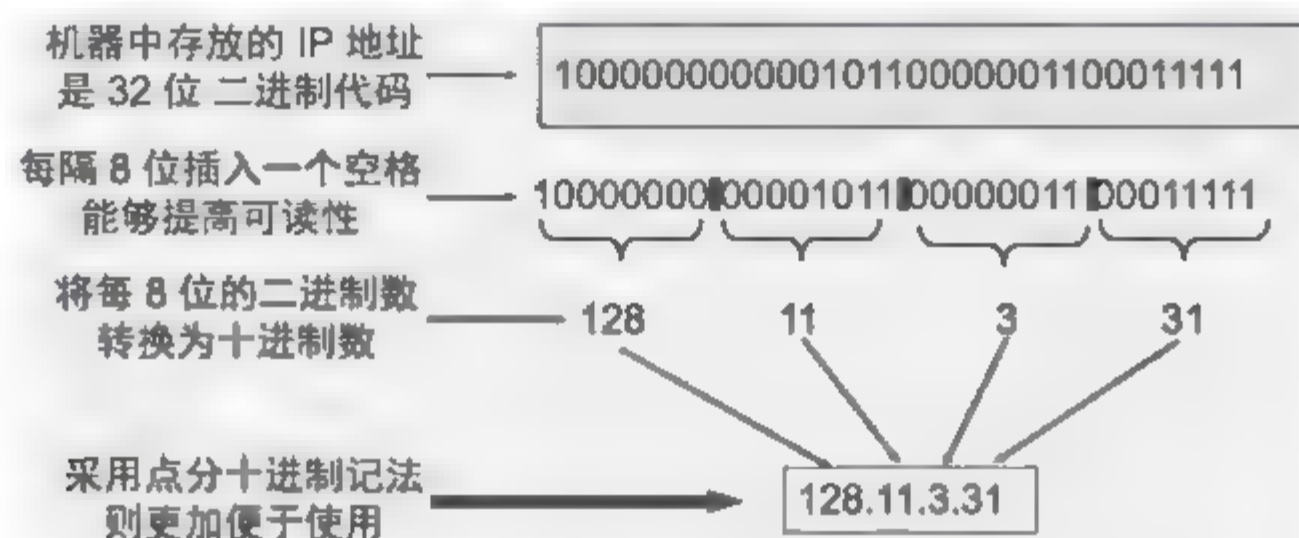 机器中存放的 IP 地址
是 32 位 二进制代码
10000000000010110000001100011111
每隔 8 位插入一个空格
能够提高可读性
10000000 00001011 00000011 00011111
将每 8 位的二进制数
转换为十进制数
128 11 3 31
采用点分十进制记法
则更加便于使用
128.11.3.31